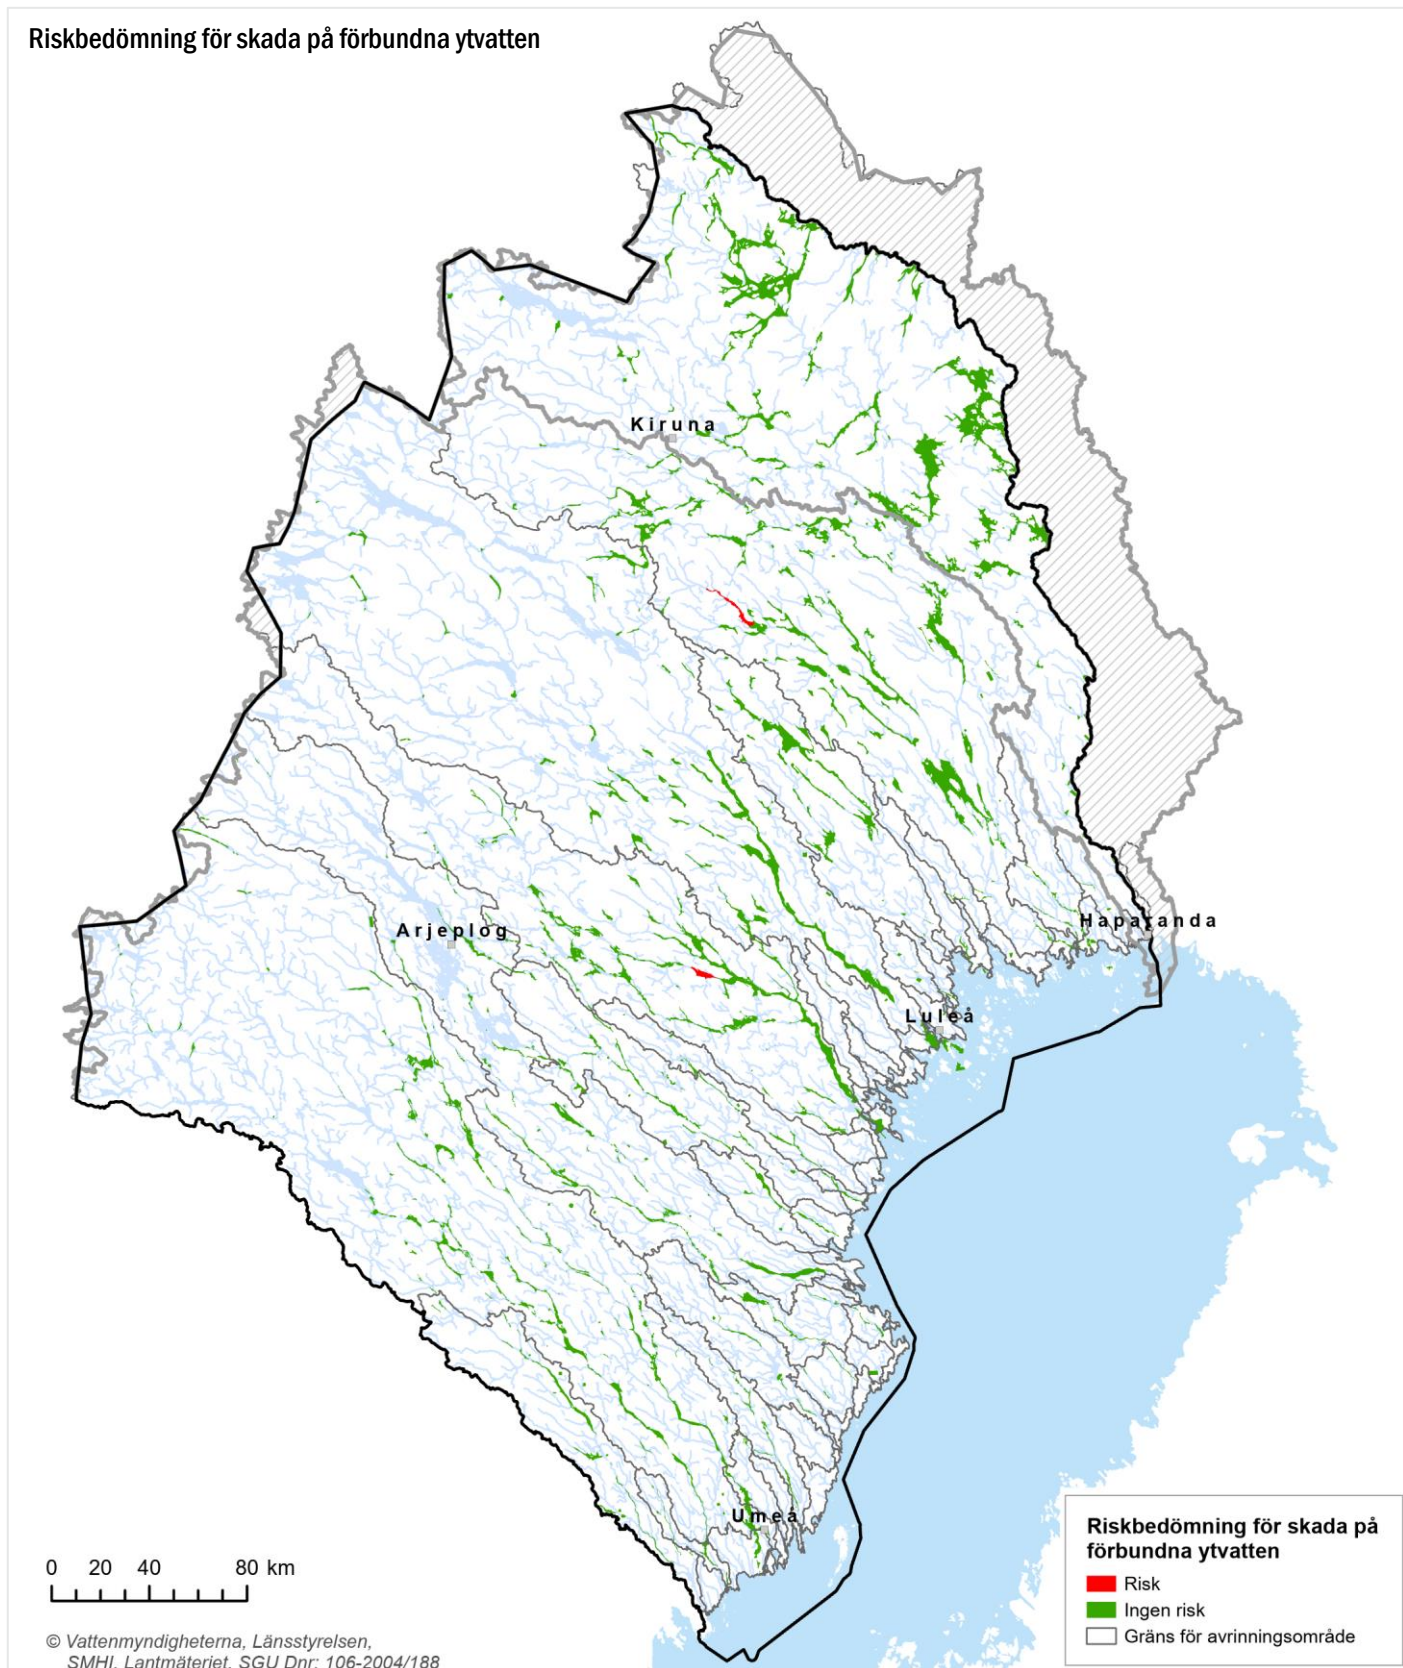 Riskbedömning för skada på förbundna ytvatten
Kiruna
Arjeplog
Haparanda
Luleå
Umeå
0 20 40 80 km
© Vattenmyndigheterna, Länsstyrelsen,
SMHI, Lantmäteriet, SGU Dnr: 106-2004/188
Riskbedömning för skada på
förbundna ytvatten
Risk
Ingen risk
Gräns för avrinningsområde